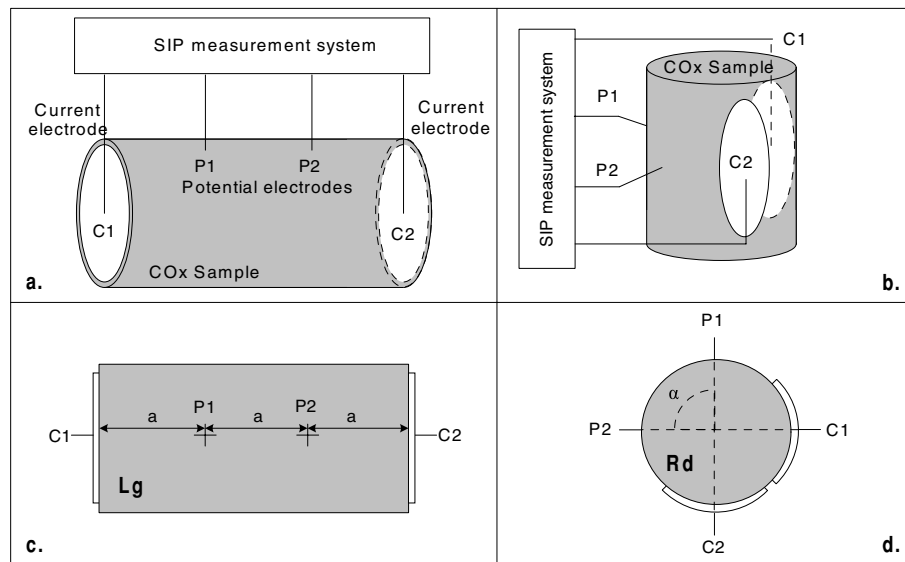 SIP measurement system
Current
electrode
Current
electrode
P1
P2
Potential electrodes
C1
C2
COx Sample
a.
SIP measurement system
C1
COx Sample
P1
P2
C2
b.
C1
a
P1
a
P2
a
C2
Lg
c.
P1
α
P2
C1
Rd
C2
d.